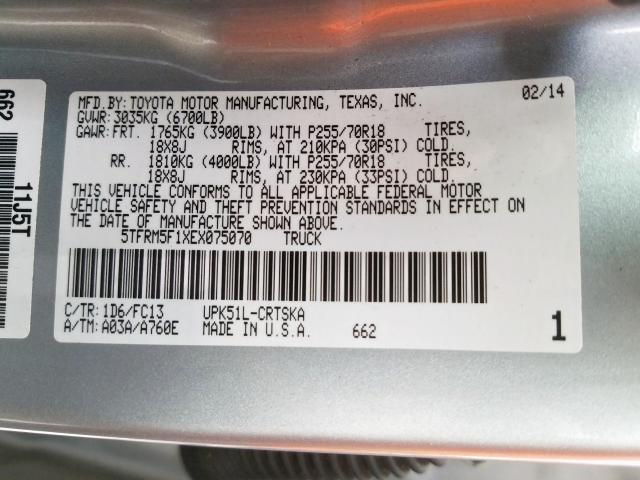 MFD.BY: TOYOTA MOTOR MANUFACTURING, TEXAS, INC. 02/14
GVWR: 3035KG (6700LB)
GAWR: FRT. 1765KG (3900LB) WITH P255/70R18 TIRES,
18X8J RIMS, AT 210KPA (30PSI) COLD.
RR. 1810KG (4000LB) WITH P255/70R18 TIRES,
18X8J RIMS, AT 230KPA (33PSI) COLD.
THIS VEHICLE CONFORMS TO ALL APPLICABLE FEDERAL MOTOR
VEHICLE SAFETY AND THEFT PREVENTION STANDARDS IN EFFECT ON
THE DATE OF MANUFACTURE SHOWN ABOVE.
5TFRM5F1XEX075070 TRUCK
C/TR: 1D6/FC13 UPK51L-CRTSKA
A/TM: A03A/A760E MADE IN U.S.A. 662 1
662 11J5T